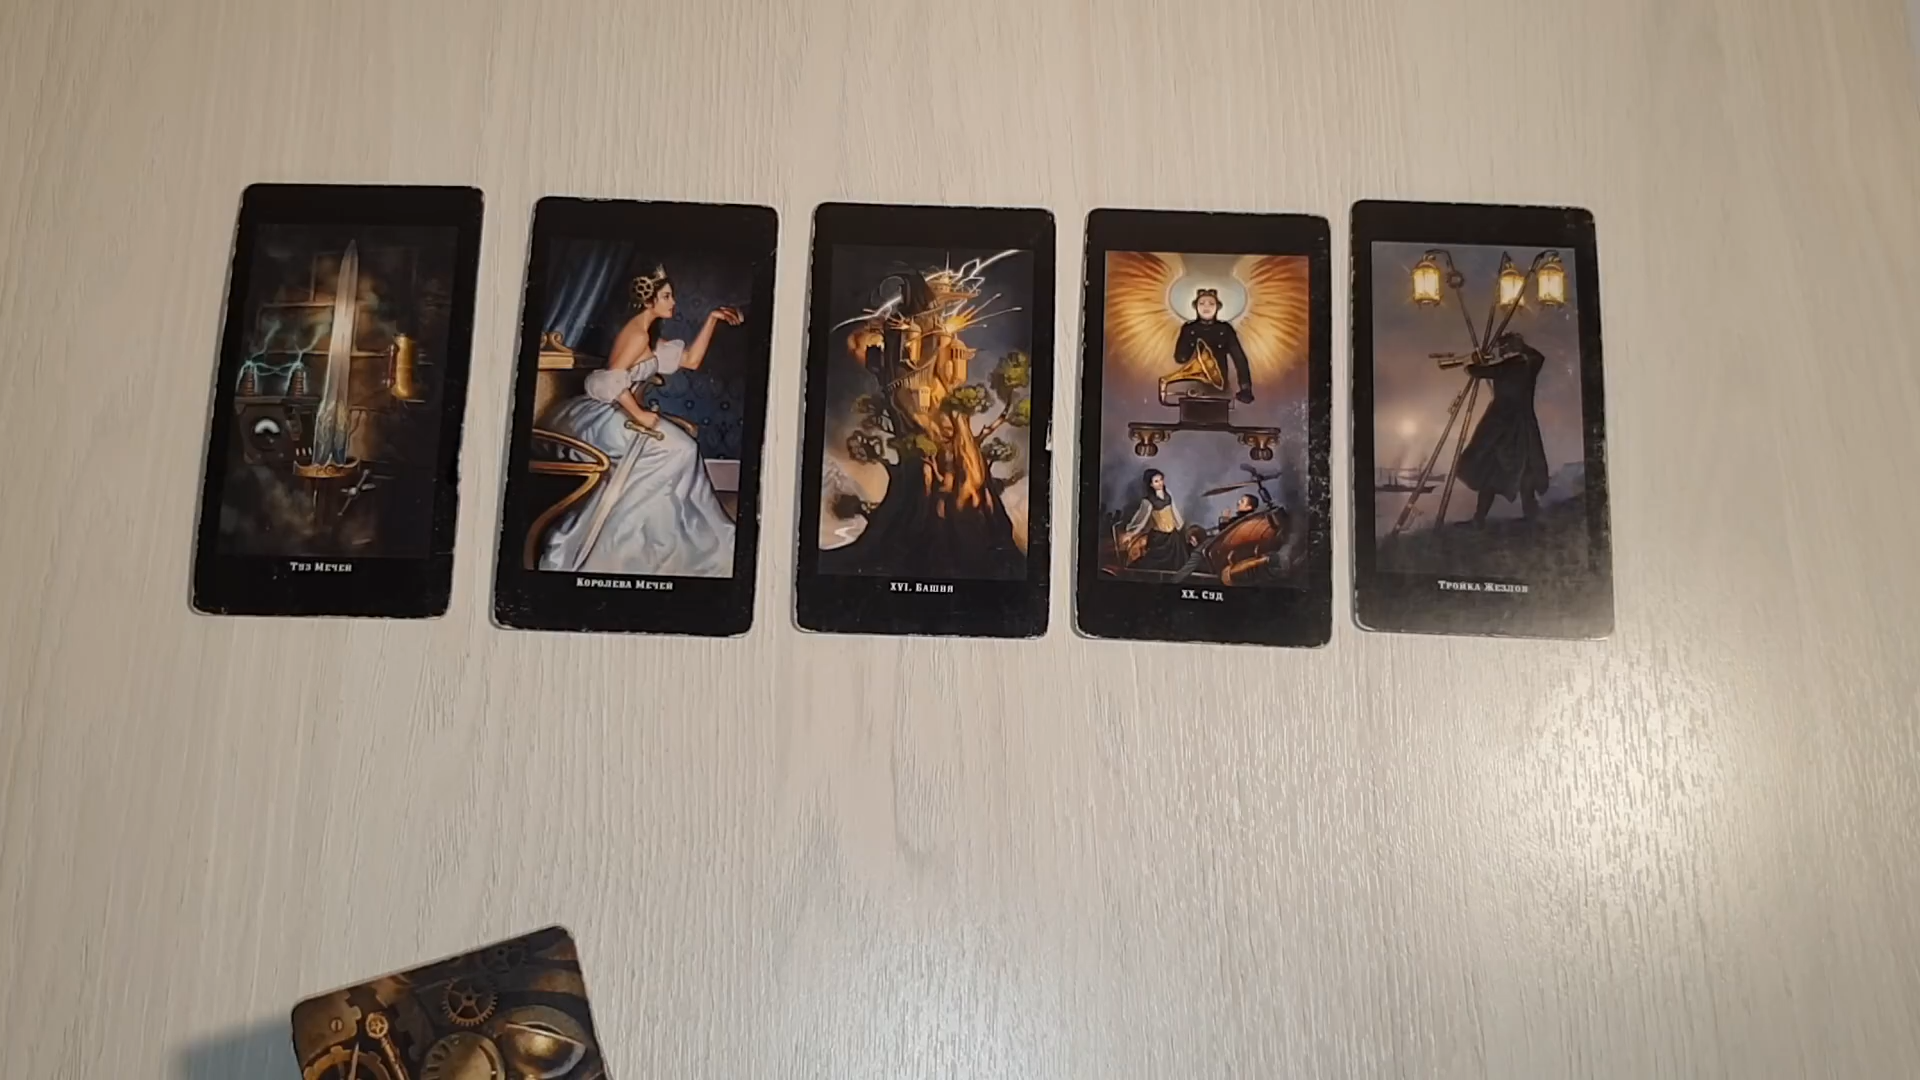 Туз Мечей
Королева Мечей
XVI. Башня
XX. Суд
Тройка Жезлов